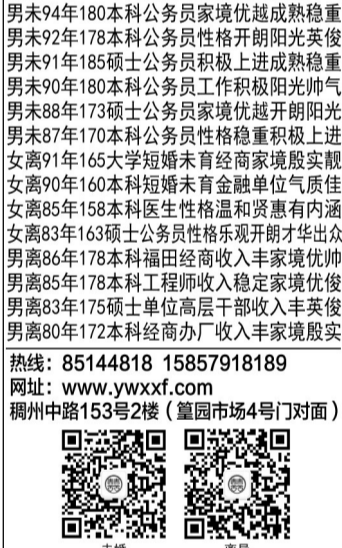 男未94年180本科公务员家境优越成熟稳重
男未92年178本科公务员性格开朗阳光英俊
男未91年185硕士公务员积极上进成熟稳重
男未90年180本科公务员工作积极阳光帅气
男未88年173硕士公务员家境优越开朗阳光
男未87年170本科公务员性格稳重积极上进
女离91年165大学短婚未育经商家境殷实靓
女离90年160本科短婚未育金融单位气质佳
女离85年158本科医生性格温和贤惠有内涵
女离83年163硕士公务员性格乐观开朗才华出众
男离86年178本科福田经商收入丰家境优帅
男离85年178本科工程师收入稳定家境优俊
男离83年175硕士单位高层干部收入丰英俊
男离80年172本科经商办厂收入丰家境殷实
热线：85144818 15857918189
网址：www.ywxxf.com
稠州中路153号2楼（篁园市场4号门对面）